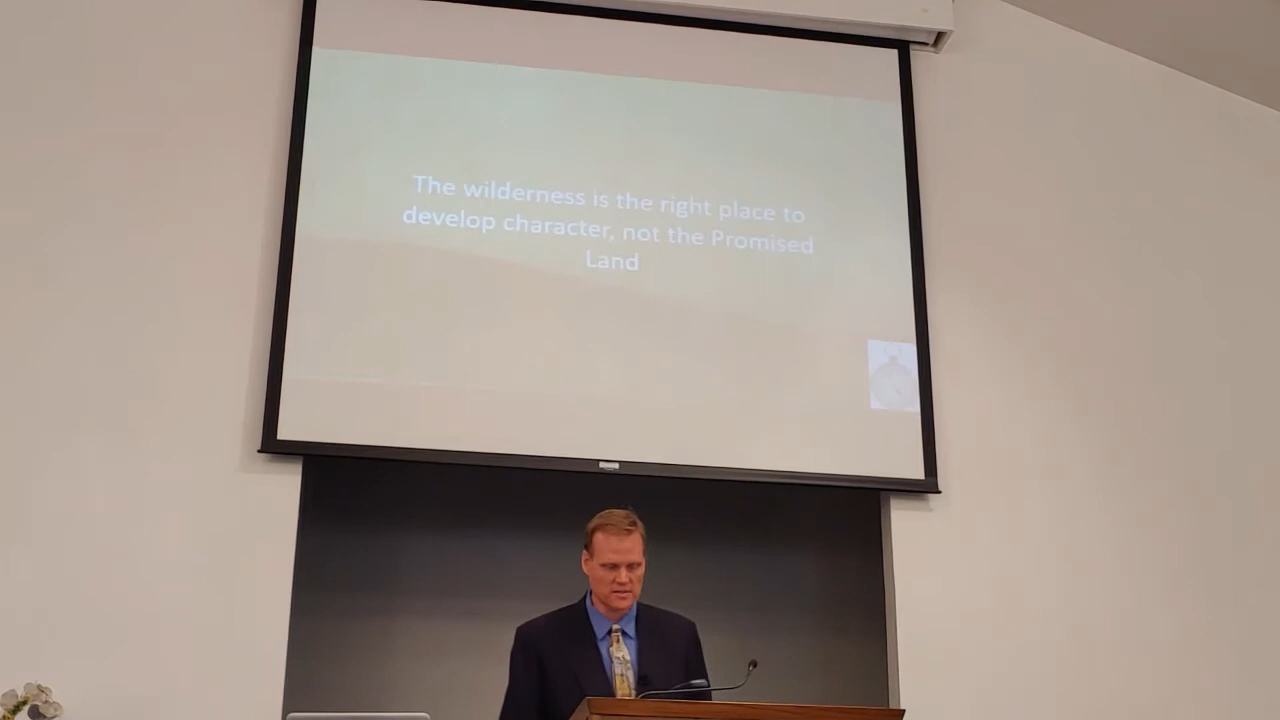 The wilderness is the right place to
develop character, not the Promised
Land